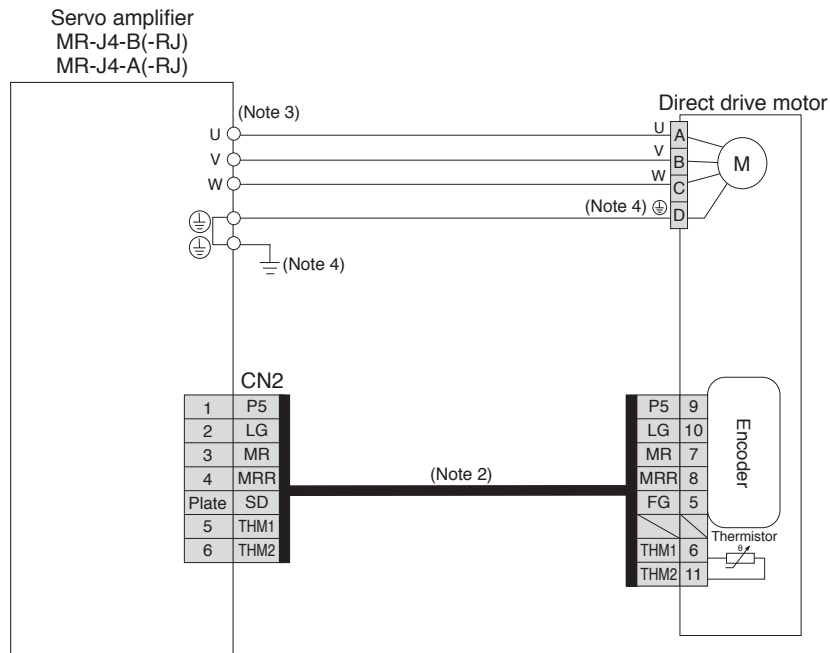 Servo amplifier
MR-J4-B(-RJ)
MR-J4-A(-RJ)
Direct drive motor
(Note 3)
U U A
V V B
W W C
M
(Note 4) D
(Note 4)
CN2
1 P5
2 LG
3 MR
4 MRR
Plate SD
5 THM1
6 THM2
(Note 2)
P5 9
LG 10
MR 7
MRR 8
FG 5
THM1 6
THM2 11
Encoder
Thermistor
θ